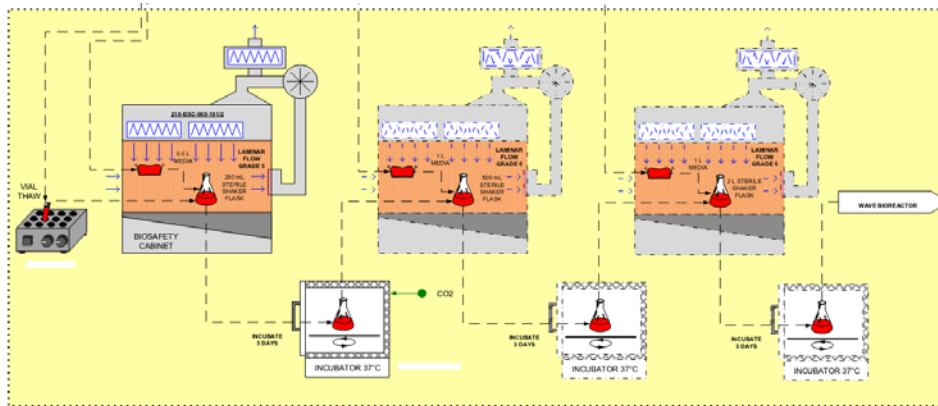 210-BSC-060-101/2
0.5 L
MEDIA
LAMINAR
FLOW
GRADE 5
250 mL
STERILE
SHAKER
FLASK
VIAL
THAW
BIOSAFETY
CABINET
1 L
MEDIA
LAMINAR
FLOW
GRADE 5
500 mL
STERILE
SHAKER
FLASK
1 L
MEDIA
LAMINAR
FLOW
GRADE 5
2 L STERILE
SHAKER
FLASK
WAVE BIOREACTOR
CO2
INCUBATE
3 DAYS
INCUBATOR 37°C
INCUBATE
3 DAYS
INCUBATOR 37°C
INCUBATE
3 DAYS
INCUBATOR 37°C